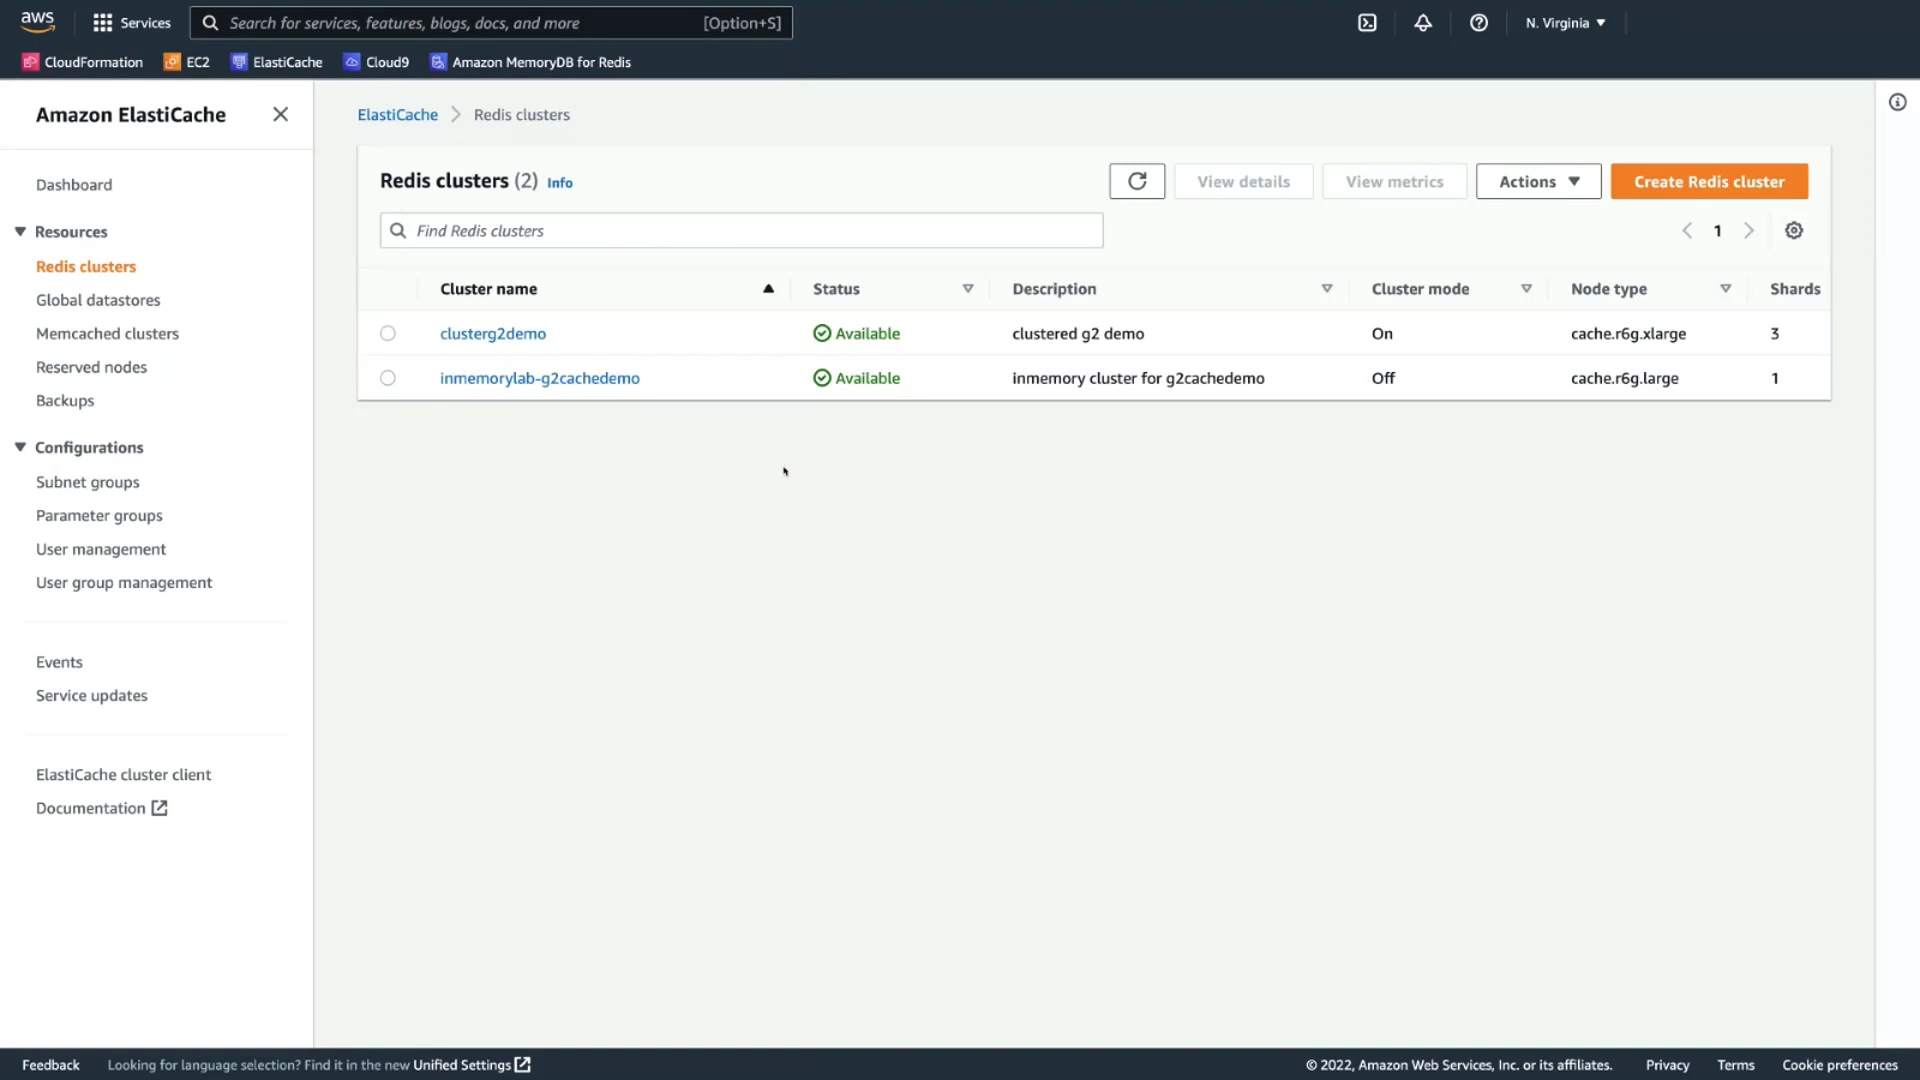 aws
Services
Search for services, features, blogs, docs, and more
[Option+S]
N. Virginia
CloudFormation
EC2
ElastiCache
Cloud9
Amazon MemoryDB for Redis
Amazon ElastiCache
Dashboard
Resources
Redis clusters
Global datastores
Memcached clusters
Reserved nodes
Backups
Configurations
Subnet groups
Parameter groups
User management
User group management
Events
Service updates
ElastiCache cluster client
Documentation
ElastiCache > Redis clusters
Redis clusters (2) Info
View details
View metrics
Actions
Create Redis cluster
Find Redis clusters
1
Cluster name Status Description Cluster mode Node type Shards
clusterg2demo Available clustered g2 demo On cache.r6g.xlarge 3
inmemorylab-g2cachedemo Available inmemory cluster for g2cachedemo Off cache.r6g.large 1
Feedback
Looking for language selection? Find it in the new Unified Settings
© 2022, Amazon Web Services, Inc. or its affiliates.
Privacy
Terms
Cookie preferences